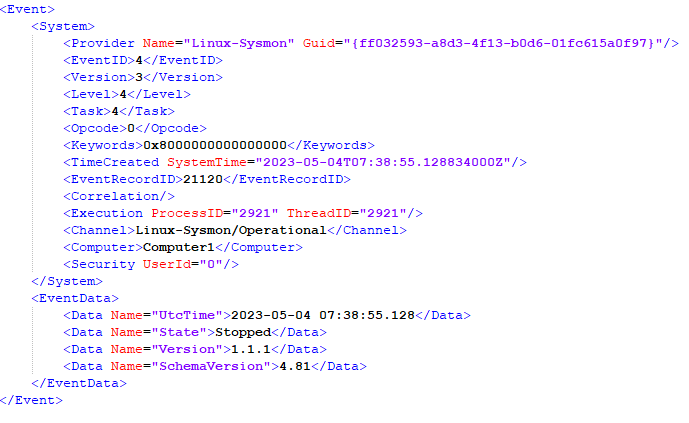 <Event>
<System>
<Provider Name="Linux-Sysmon" Guid="{ff032593-a8d3-4f13-b0d6-01fc615a0f97}"/>
<EventID>4</EventID>
<Version>3</Version>
<Level>4</Level>
<Task>4</Task>
<Opcode>0</Opcode>
<Keywords>0x8000000000000000</Keywords>
<TimeCreated SystemTime="2023-05-04T07:38:55.128834000Z"/>
<EventRecordID>21120</EventRecordID>
<Correlation/>
<Execution ProcessID="2921" ThreadID="2921"/>
<Channel>Linux-Sysmon/Operational</Channel>
<Computer>Computer1</Computer>
<Security UserId="0"/>
</System>
<EventData>
<Data Name="UtcTime">2023-05-04 07:38:55.128</Data>
<Data Name="State">Stopped</Data>
<Data Name="Version">1.1.1</Data>
<Data Name="SchemaVersion">4.81</Data>
</EventData>
</Event>